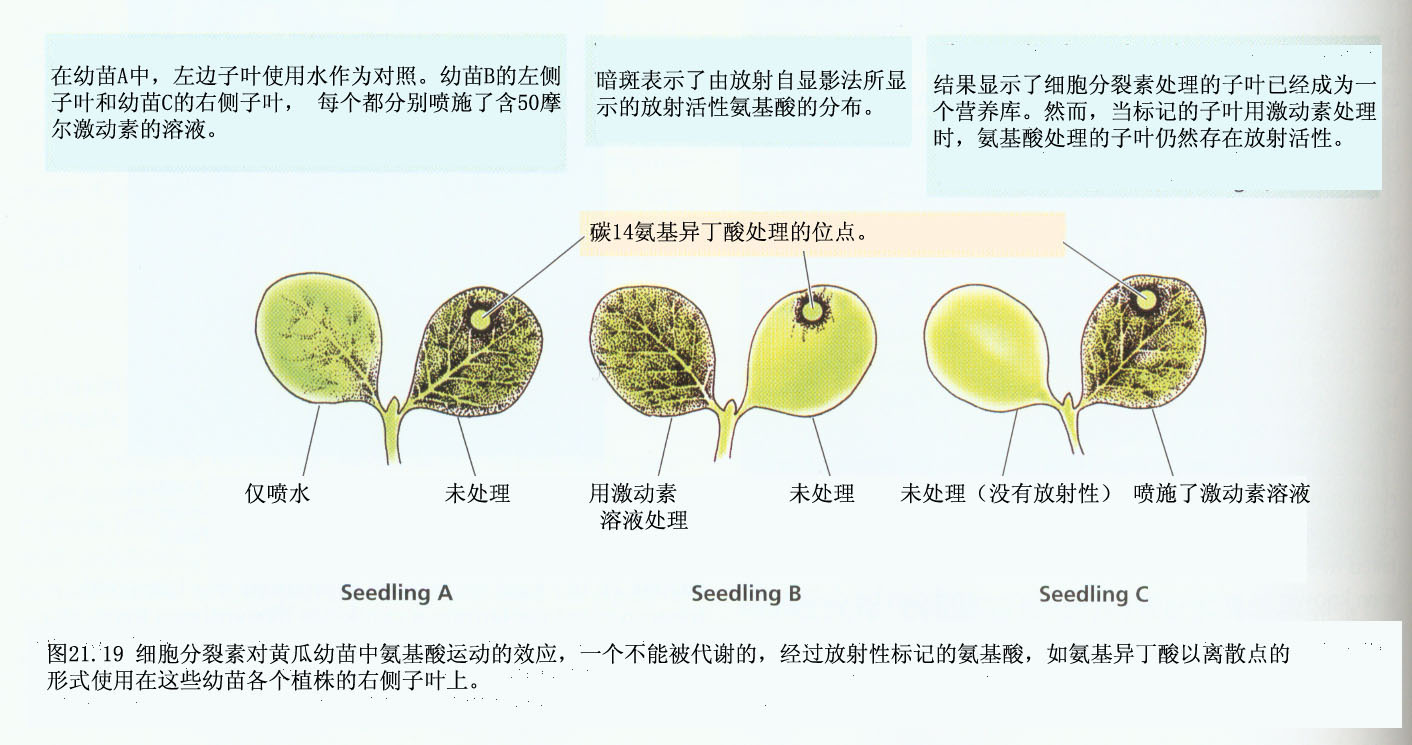 在幼苗A中，左边子叶使用水作为对照。幼苗B的左侧
子叶和幼苗C的右侧子叶， 每个都分别喷施了含50摩
尔激动素的溶液。
暗斑表示了由放射自显影法所显
示的放射活性氨基酸的分布。
结果显示了细胞分裂素处理的子叶已经成为一
个营养库。然而，当标记的子叶用激动素处理
时，氨基酸处理的子叶仍然存在放射活性。
碳14氨基异丁酸处理的位点。
仅喷水
未处理
用激动素
溶液处理
未处理
未处理（没有放射性）
喷施了激动素溶液
Seedling A
Seedling B
Seedling C
图21.19 细胞分裂素对黄瓜幼苗中氨基酸运动的效应，一个不能被代谢的，经过放射性标记的氨基酸，如氨基异丁酸以离散点的
形式使用在这些幼苗各个植株的右侧子叶上。